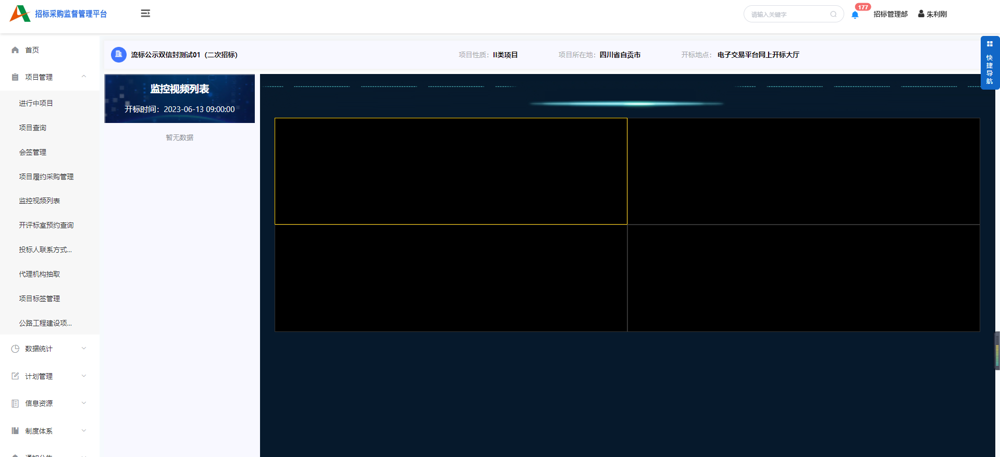 招标采购监督管理平台
请输入关键字
177
招标管理部
朱利刚
首页
项目管理
进行中项目
项目查询
会签管理
项目履约采购管理
监控视频列表
开评标室预约查询
投标人联系方式...
代理机构抽取
项目标签管理
公路工程建设项...
数据统计
计划管理
信息资源
制度体系
流标公示双信封测试01（二次招标）
项目性质：II类项目
项目所在地：四川省自贡市
开标地点：电子交易平台网上开标大厅
快捷导航
监控视频列表
开标时间：2023-06-13 09:00:00
暂无数据